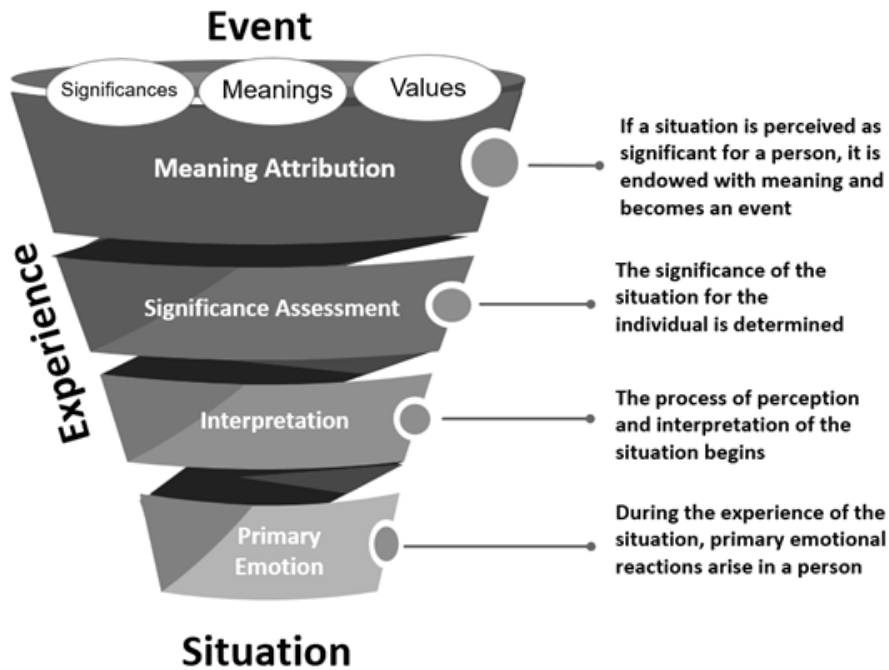 Event
Significances
Meanings
Values
Meaning Attribution
If a situation is perceived as
significant for a person, it is
endowed with meaning and
becomes an event
Experience
Significance Assessment
The significance of the
situation for the
individual is determined
Interpretation
The process of perception
and interpretation of the
situation begins
Primary
Emotion
During the experience of the
situation, primary emotional
reactions arise in a person
Situation